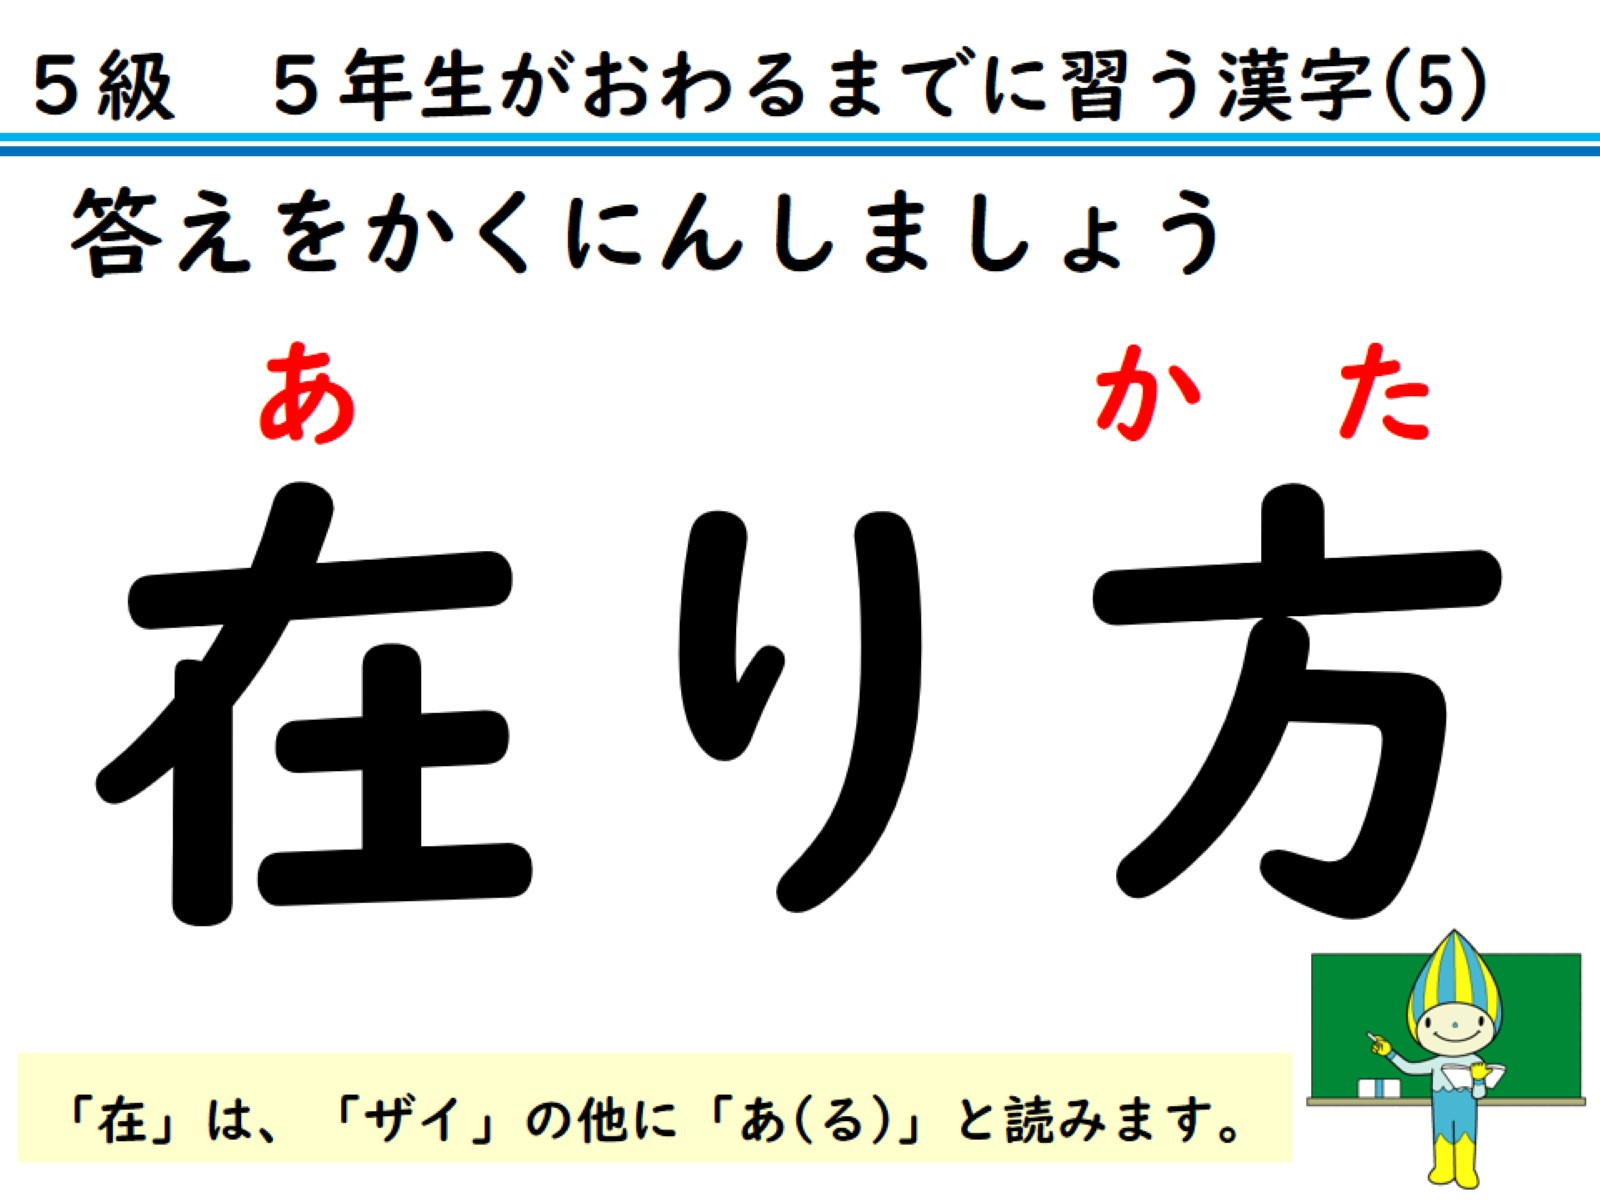 ５級　５年生がおわるまでに習う漢字(5)
答えをかくにんしましょう
あ　か　た
在り方
「在」は、「ザイ」の他に「あ(る)」と読みます。